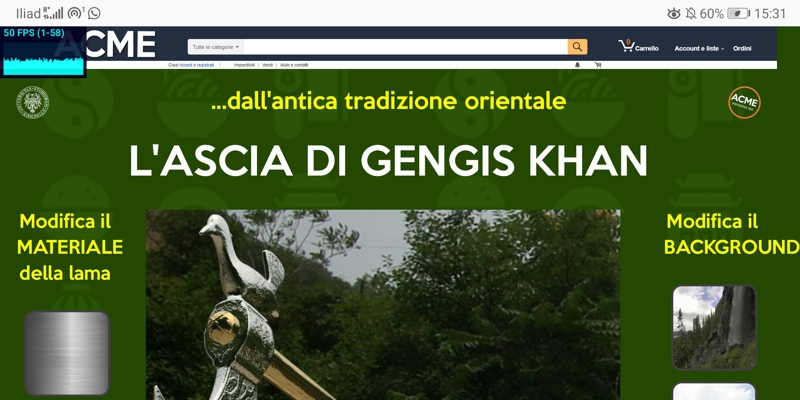 Iliad 1 60% 15:31
50 FPS (1-58)
ACME
Tutte le categorie
0
Carrello
Account e liste
Ordini
Ciao! Accedi o registrati
Imperdibili | Vendi | Aiuto e contatti
...dall'antica tradizione orientale
ACME
L'ASCIA DI GENGIS KHAN
Modifica il
MATERIALE
della lama
Modifica il
BACKGROUND